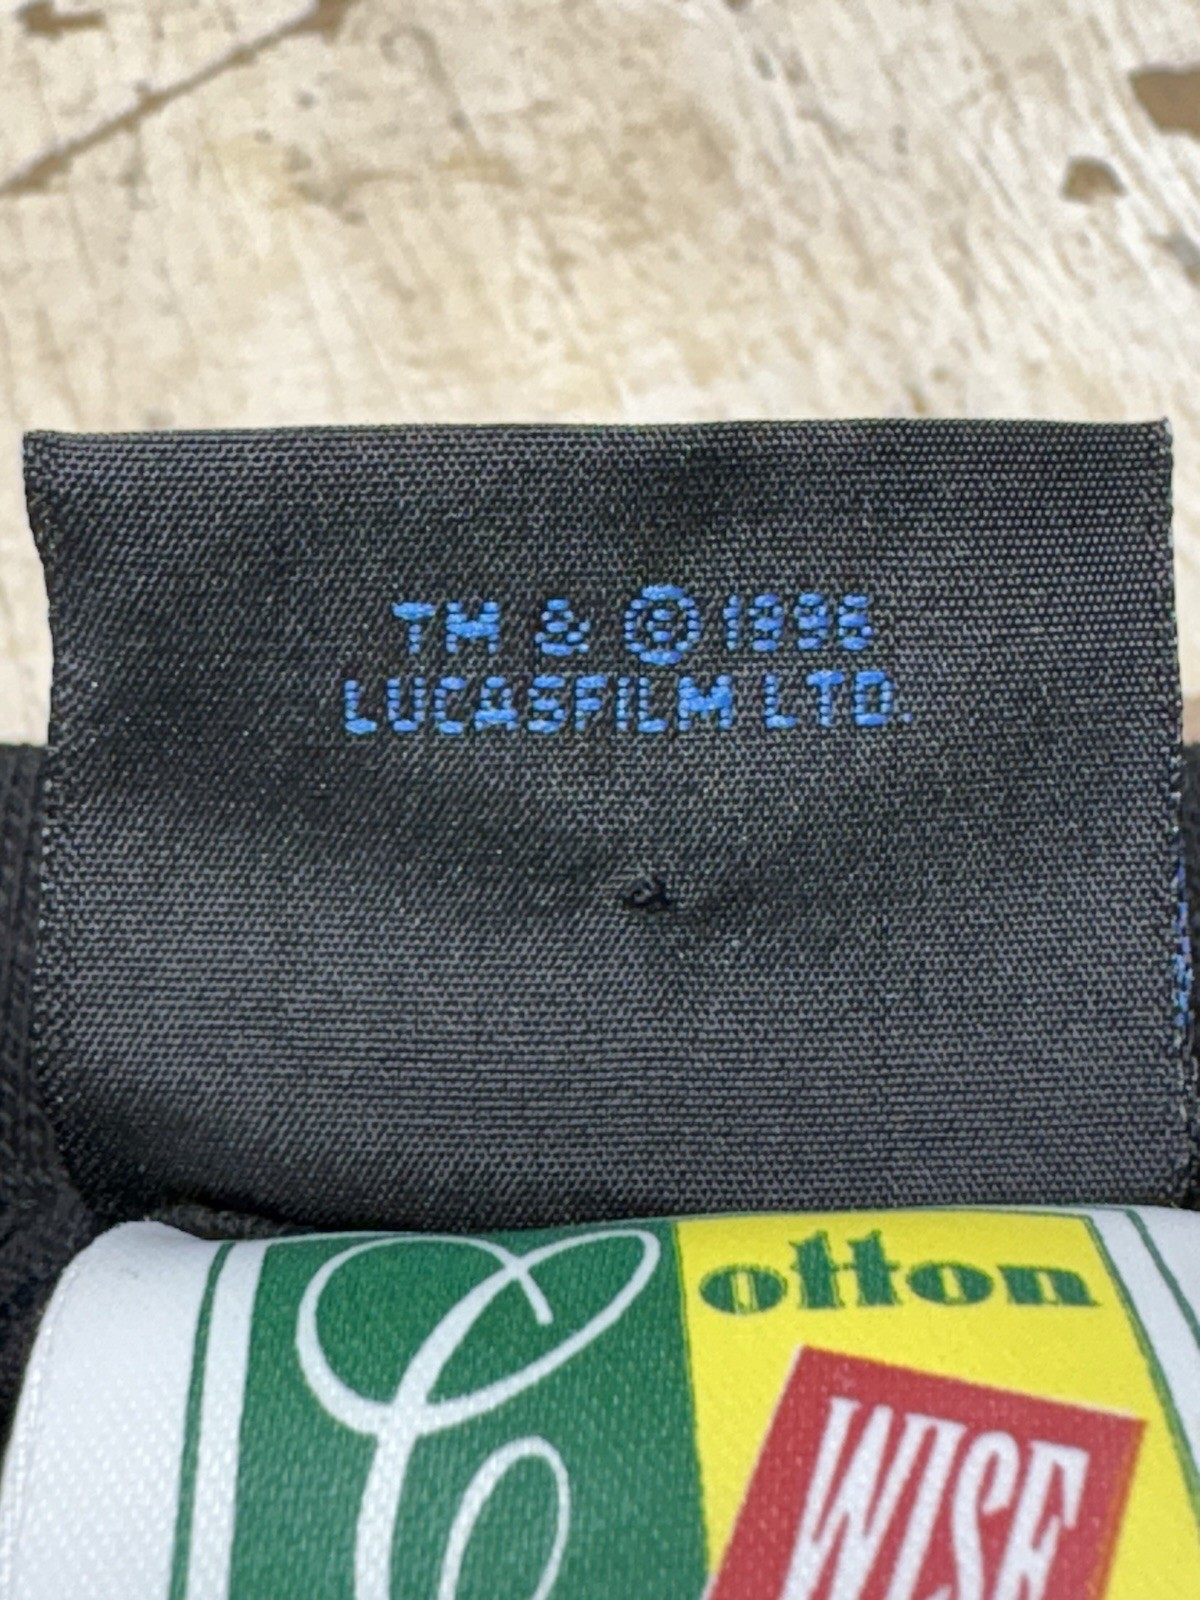 TM & © 1996
LUCASFILM LTD.
Cotton
WISE